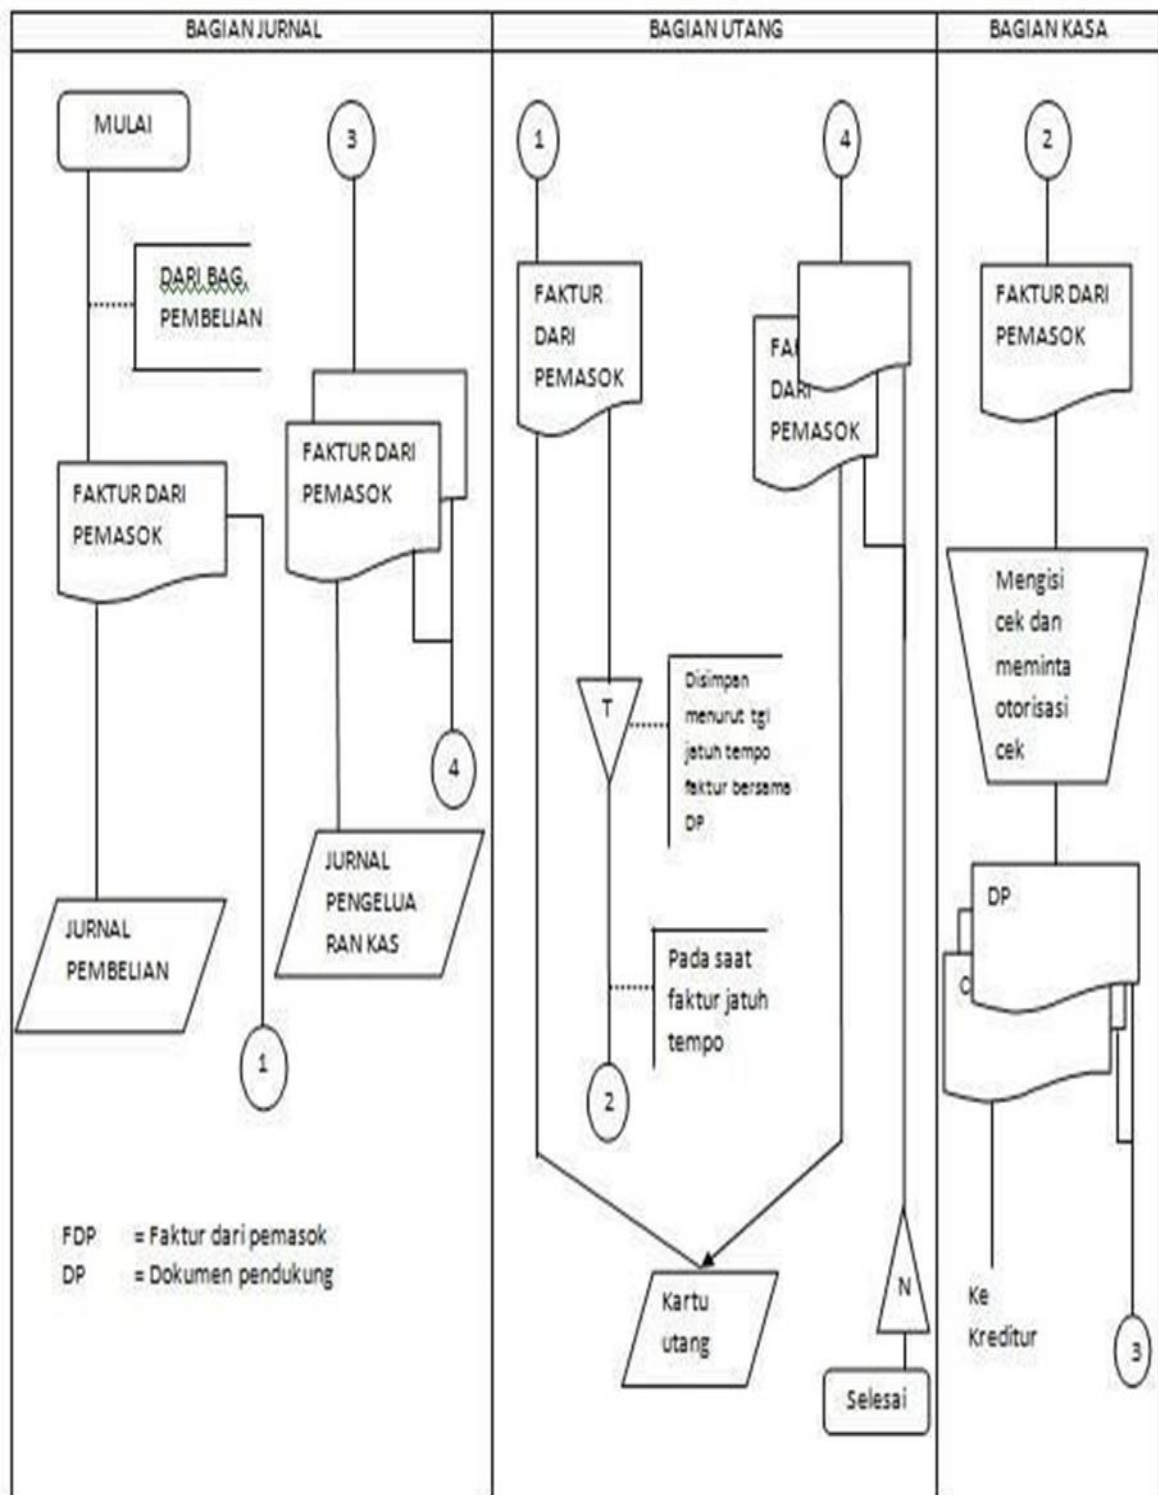 BAGIAN JURNAL
BAGIAN UTANG
BAGIAN KASA
MULAI
3
DARI BAG.
PEMBELIAN
FAKTUR DARI
PEMASOK
FAKTUR DARI
PEMASOK
4
JURNAL
PENGELUA
RAN KAS
JURNAL
PEMBELIAN
1
FDP = Faktur dari pemasok
DP = Dokumen pendukung
1
4
FAKTUR
DARI
PEMASOK
DARI
PEMASOK
T
Disimpan
menurut tgl
jatuh tempo
faktur bersama
DP
Pada saat
faktur jatuh
tempo
2
Kartu
utang
N
Selesai
2
FAKTUR DARI
PEMASOK
Mengisi
cek dan
meminta
otorisasi
cek
DP
Ke
Kreditur
3